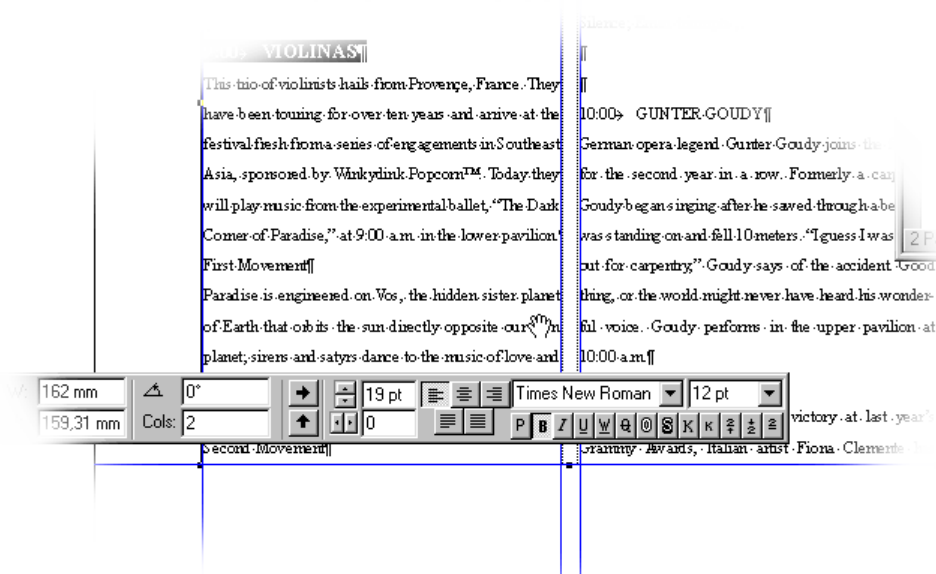 VIOLINAS¶
This·trio·of·violinists·hails·from·Provençe,·France.·They
have·been·touring·for·over·ten·years·and·arrive·at·the
festival·fresh·from·a·series·of·engagements·in·Southeast
Asia,·sponsored·by·Winkydink·Popcorn™.·Today·they
will·play·music·from·the·experimental·ballet,·“The·Dark
Corner·of·Paradise,”·at·9:00·a.m.·in·the·lower·pavilion.
First·Movement¶
Paradise·is·engineered·on·Vos,·the·hidden·sister·planet
of·Earth·that·orbits·the·sun·directly·opposite·our
planet;·sirens·and·satyrs·dance·to·the·music·of·love·and
Second·Movement¶
¶
¶
10:00→ GUNTER·GOUDY¶
German·opera·legend·Gunter·Goudy·joins·the
for·the·second·year·in·a·row.·Formerly·a
Goudy·began·singing·after·he·sawed·through·a
was·standing·on·and·fell·10·meters.·“I·guess·I·was
out·for·carpentry,”·Goudy·says·of·the·accident.·Good
thing,·or·the·world·might·never·have·heard·his·wonder-
ful·voice.·Goudy·performs·in·the·upper·pavilion·at
10:00·a.m.¶
victory·at·last·year's
Grammy·Awards,·Italian·artist·Fiona·Clemente
2 P
162 mm 0° 19 pt Times New Roman 12 pt
159,31 mm Cols: 2 0 P B I U W Q O S K K 2 2 2